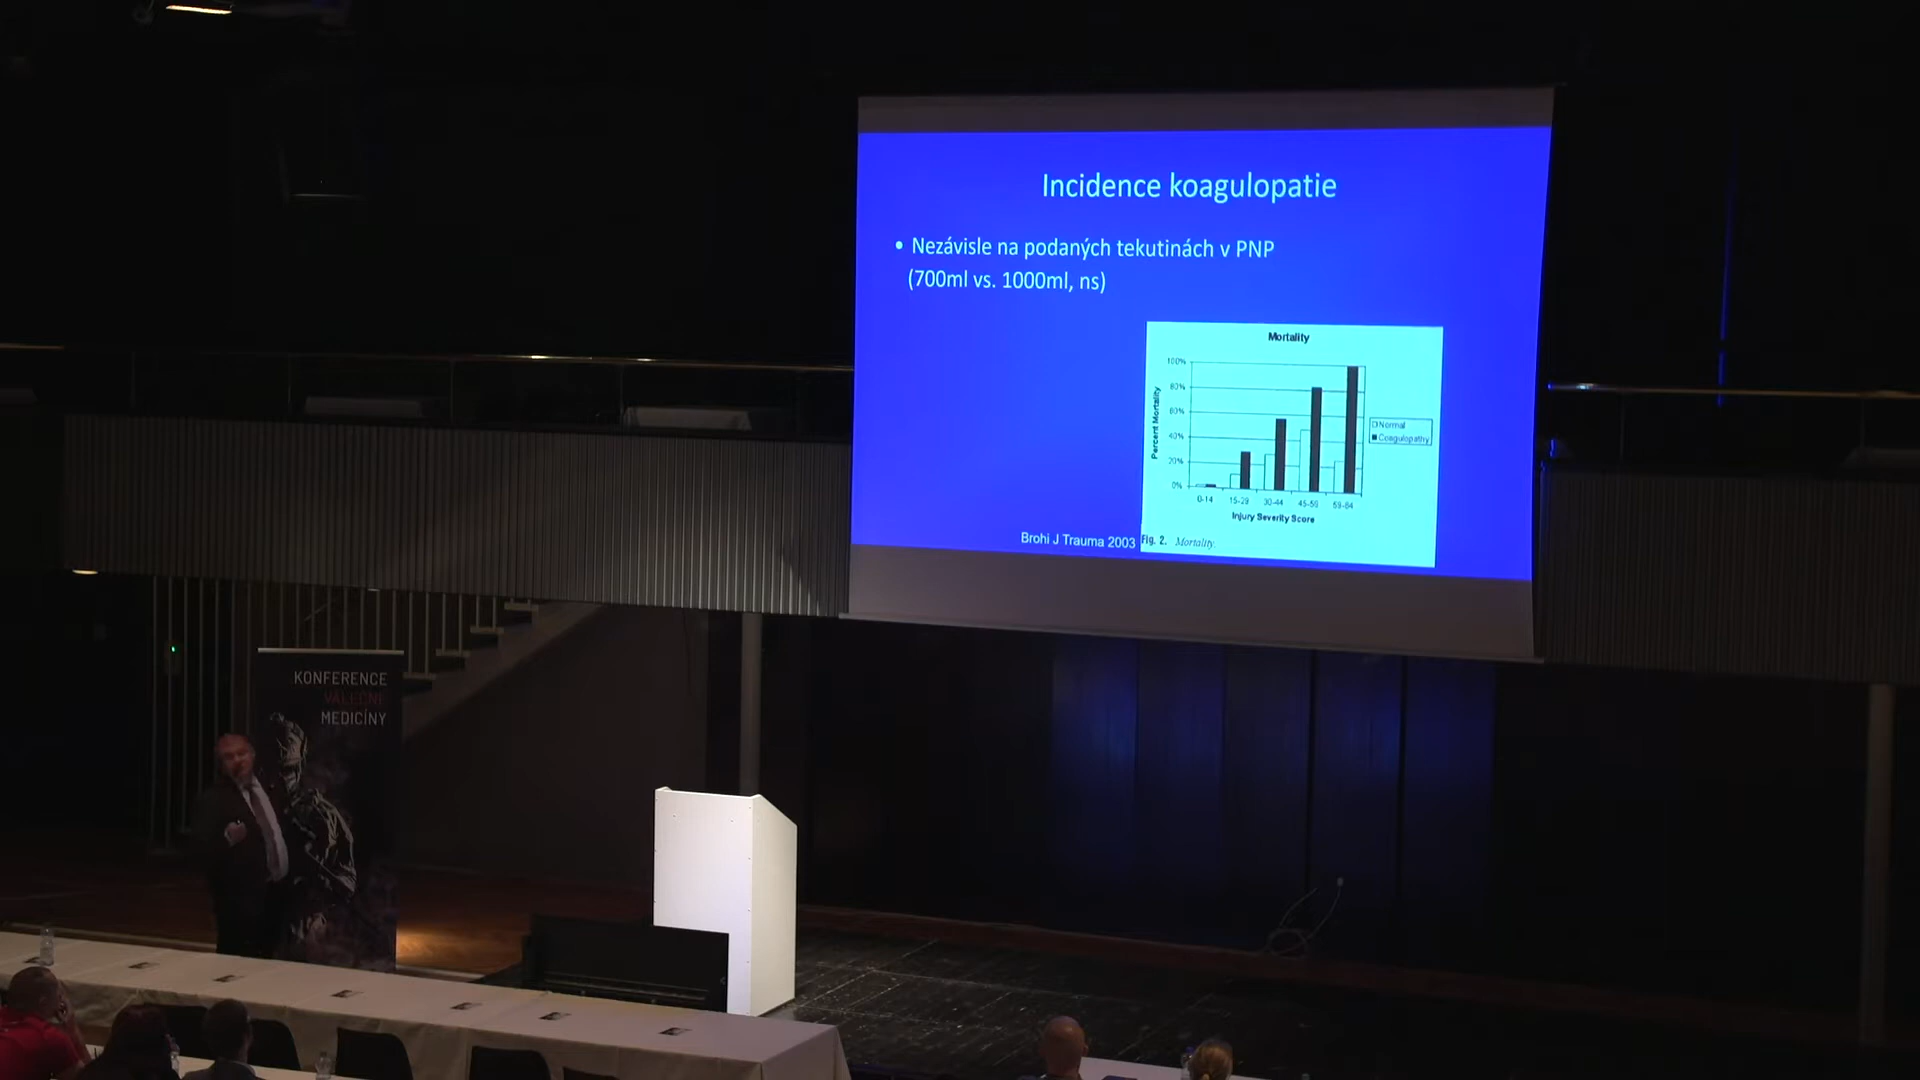 Incidence koagulopatie
• Nezávisle na podaných tekutinách v PNP
(700ml vs. 1000ml, ns)
Mortality
Percent Mortality
100%
80%
60%
40%
20%
0%
0-14 15-29 30-44 45-59 59-64
Injury Severity Score
Normal
Coagulopathy
Brohi J Trauma 2003
Fig. 2. Mortality.
KONFERENCE
VÁLEČNÉ
MEDICÍNY